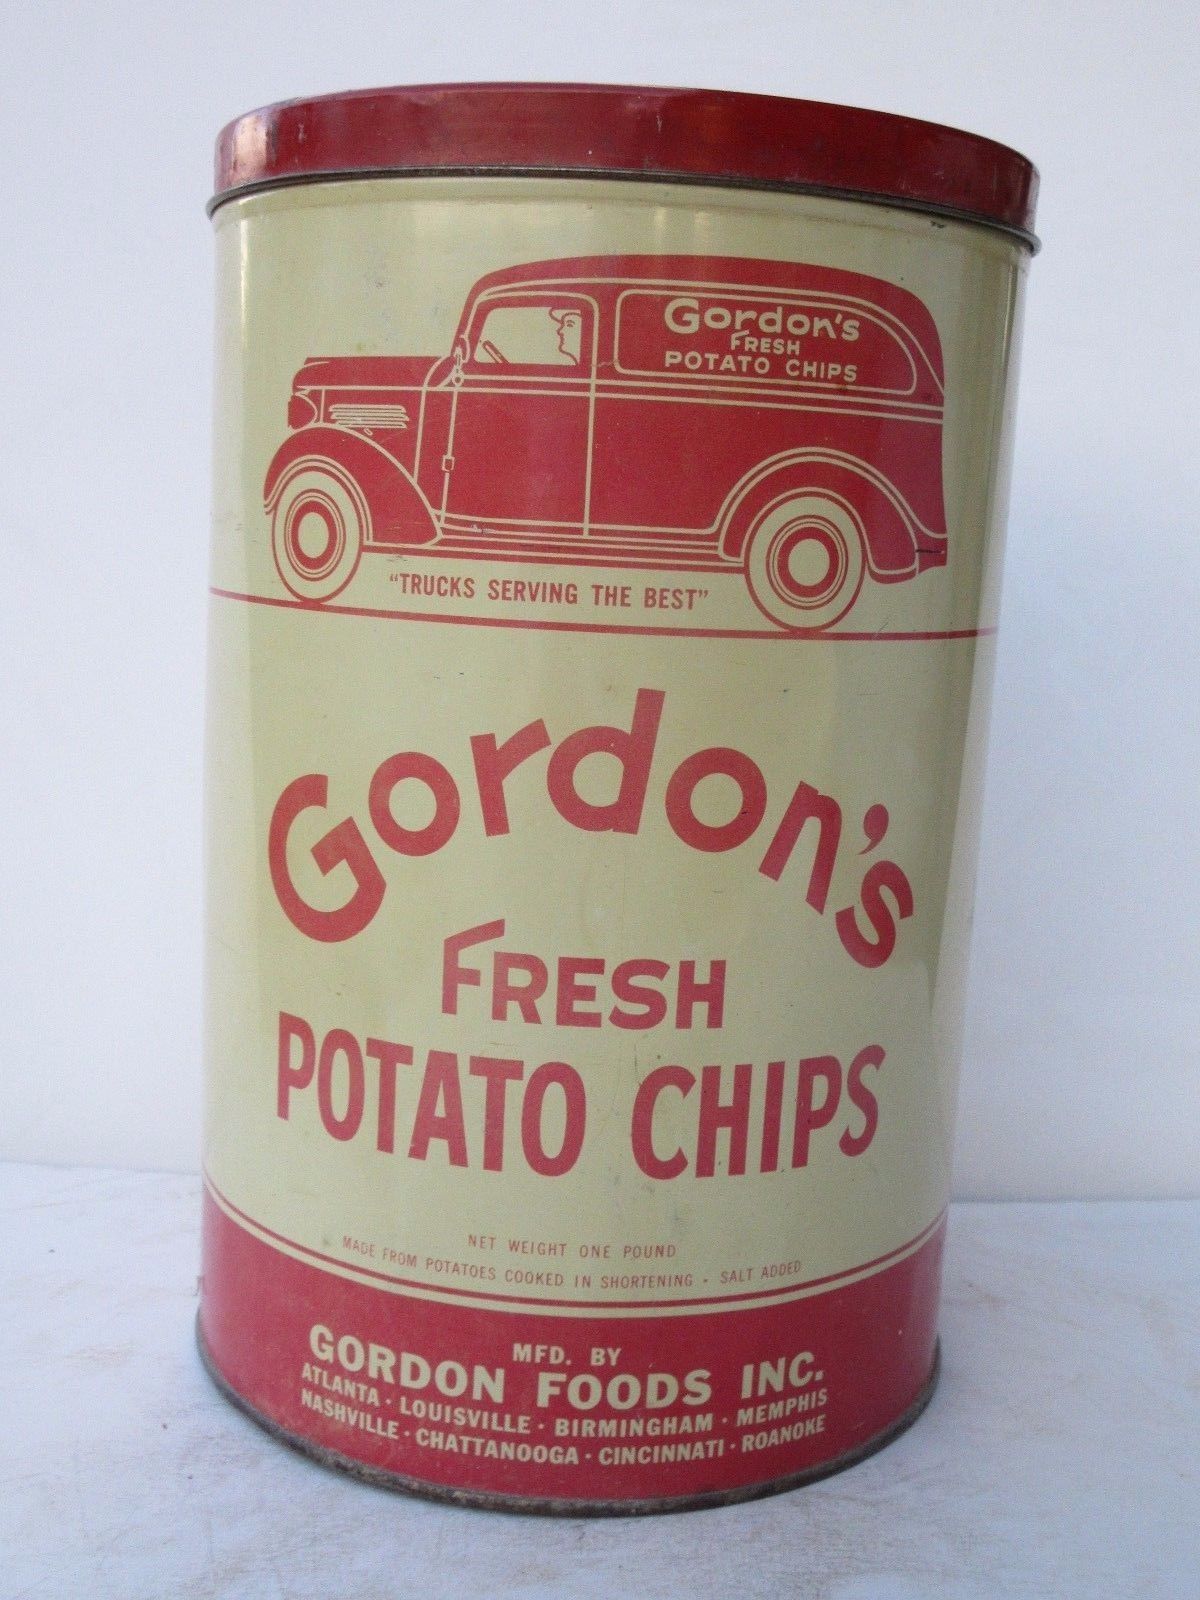 Gordon's
FRESH
POTATO CHIPS
"TRUCKS SERVING THE BEST"
Gordon's
FRESH
POTATO CHIPS
NET WEIGHT ONE POUND
MADE FROM POTATOES COOKED IN SHORTENING • SALT ADDED
MFD. BY
GORDON FOODS INC.
ATLANTA • LOUISVILLE • BIRMINGHAM • MEMPHIS
NASHVILLE • CHATTANOOGA • CINCINNATI • ROANOKE